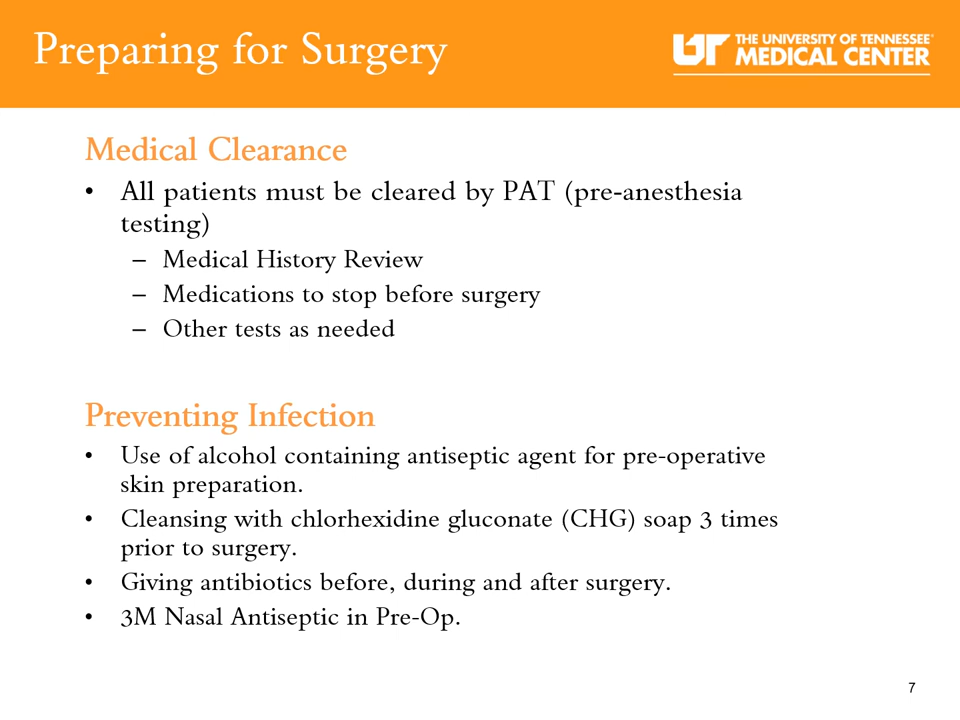 Preparing for Surgery
UT THE UNIVERSITY OF TENNESSEE
MEDICAL CENTER
Medical Clearance
• All patients must be cleared by PAT (pre-anesthesia
testing)
– Medical History Review
– Medications to stop before surgery
– Other tests as needed
Preventing Infection
• Use of alcohol containing antiseptic agent for pre-operative
skin preparation.
• Cleansing with chlorhexidine gluconate (CHG) soap 3 times
prior to surgery.
• Giving antibiotics before, during and after surgery.
• 3M Nasal Antiseptic in Pre-Op.
7